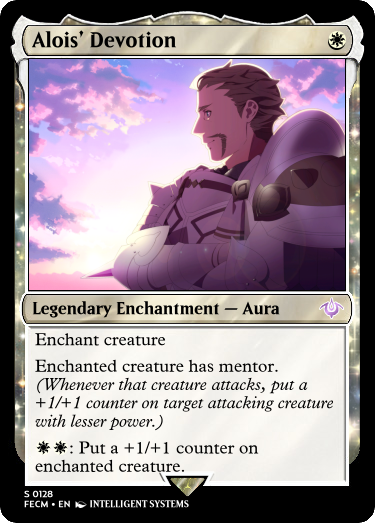 Alois' Devotion
Legendary Enchantment — Aura
Enchant creature
Enchanted creature has mentor.
(Whenever that creature attacks, put a
+1/+1 counter on target attacking creature
with lesser power.)
: Put a +1/+1 counter on
enchanted creature.
S 0128
FECM • EN INTELLIGENT SYSTEMS